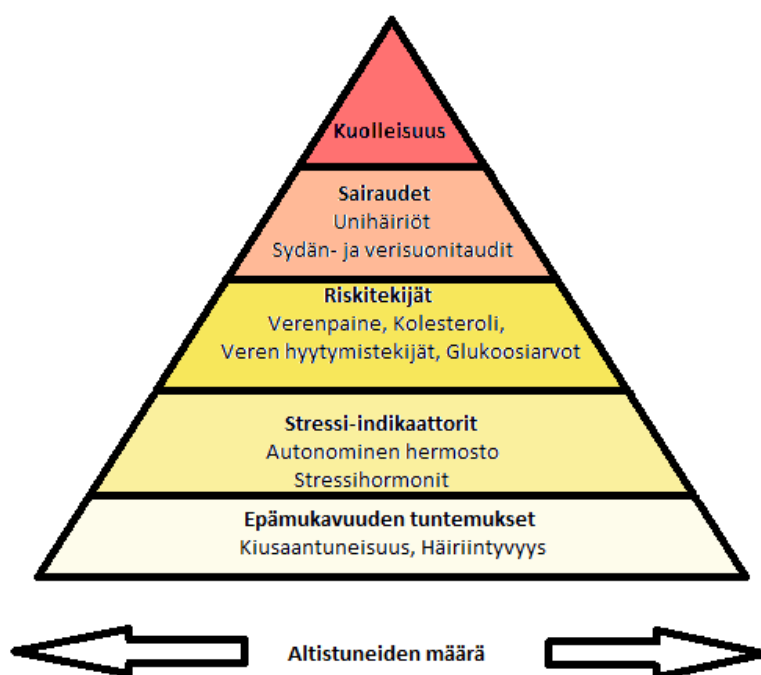 Kuolleisuus
Sairaudet
Unihäiriöt
Sydän- ja verisuonitaudit
Riskitekijät
Verenpaine, Kolesteroli,
Veren hyytymistekijät, Glukoosiarvot
Stressi-indikaattorit
Autonominen hermosto
Stressihormonit
Epämukavuuden tuntemukset
Kiusaantuneisuus, Häiriintyvyys
Altistuneiden määrä